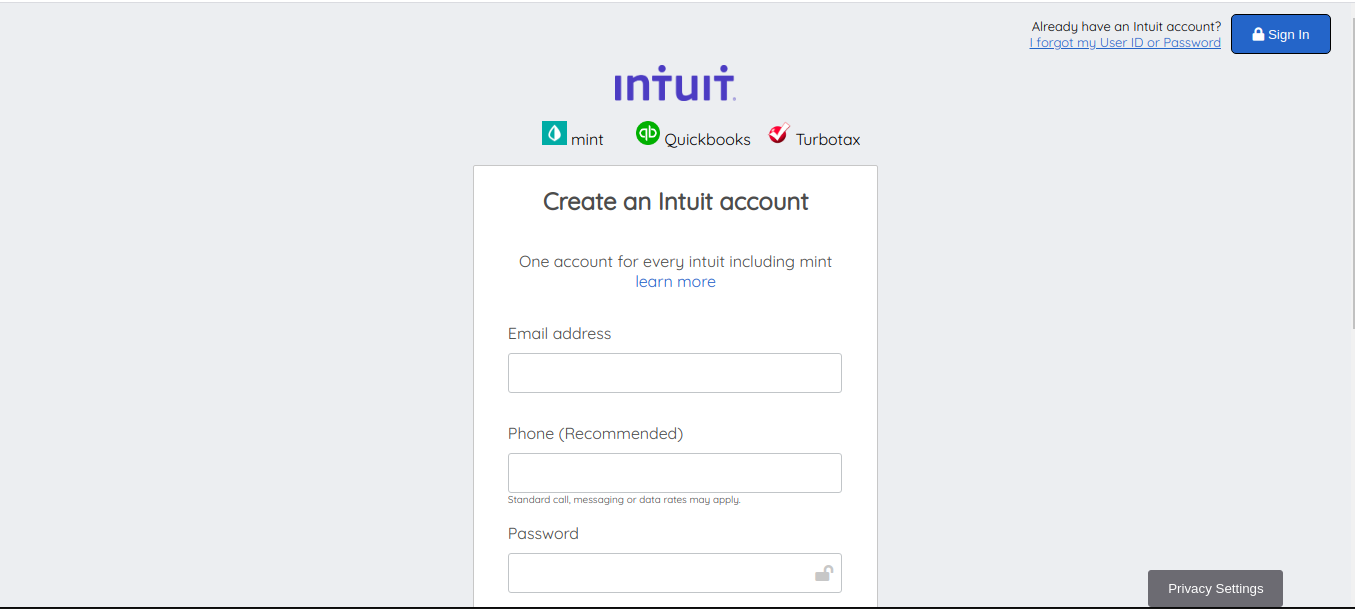 Already have an Intuit account?
I forgot my User ID or Password
Sign In
intuit.
mint
qb Quickbooks
Turbotax
Create an Intuit account
One account for every intuit including mint
learn more
Email address
Phone (Recommended)
Standard call, messaging or data rates may apply.
Password
Privacy Settings